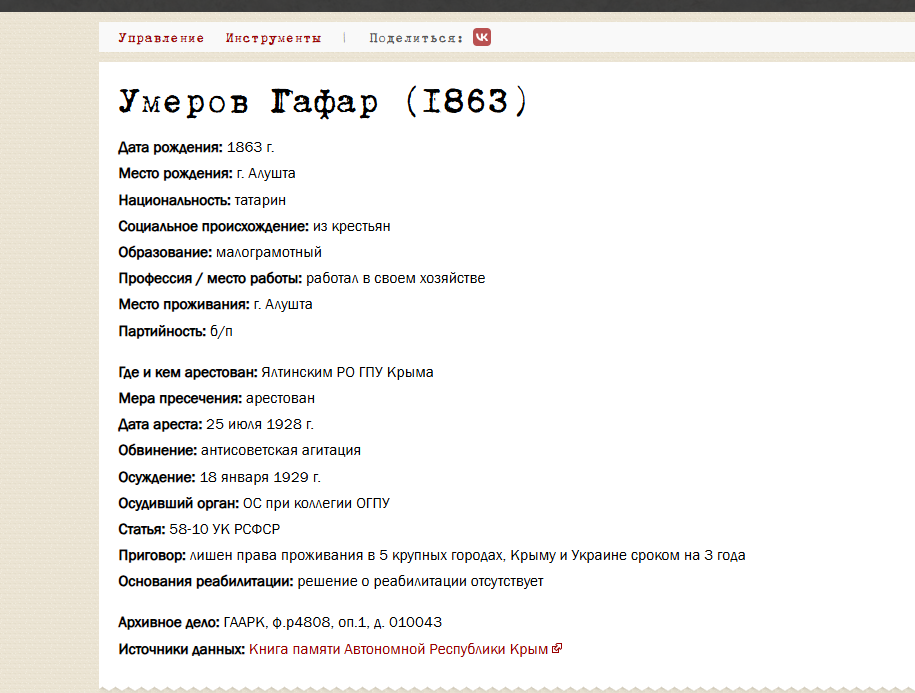 Управление Инструменты | Поделиться:
Умеров Гафар (1863)
Дата рождения: 1863 г.
Место рождения: г. Алушта
Национальность: татарин
Социальное происхождение: из крестьян
Образование: малограмотный
Профессия / место работы: работал в своем хозяйстве
Место проживания: г. Алушта
Партийность: б/п
Где и кем арестован: Ялтинским РО ГПУ Крыма
Мера пресечения: арестован
Дата ареста: 25 июля 1928 г.
Обвинение: антисоветская агитация
Осуждение: 18 января 1929 г.
Осудивший орган: ОС при коллегии ОГПУ
Статья: 58-10 УК РСФСР
Приговор: лишен права проживания в 5 крупных городах, Крыму и Украине сроком на 3 года
Основания реабилитации: решение о реабилитации отсутствует
Архивное дело: ГААРК, ф.р4808, оп.1, д. 010043
Источники данных: Книга памяти Автономной Республики Крым